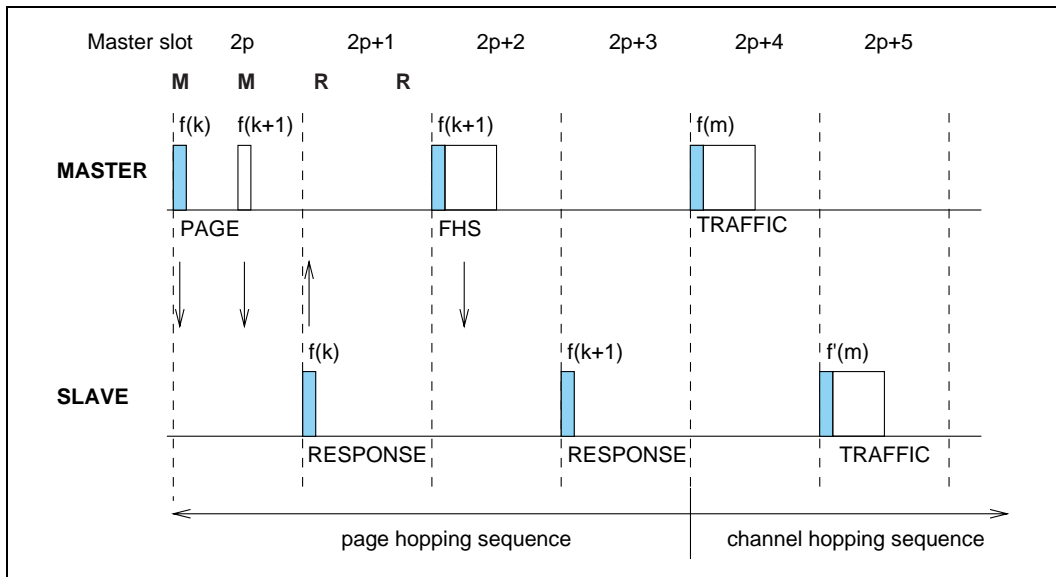 Master slot 2p 2p+1 2p+2 2p+3 2p+4 2p+5
M M R R
f(k) f(k+1) f(k+1) f(m)
MASTER
PAGE FHS TRAFFIC
f(k) f(k+1) f'(m)
SLAVE
RESPONSE RESPONSE TRAFFIC
page hopping sequence channel hopping sequence